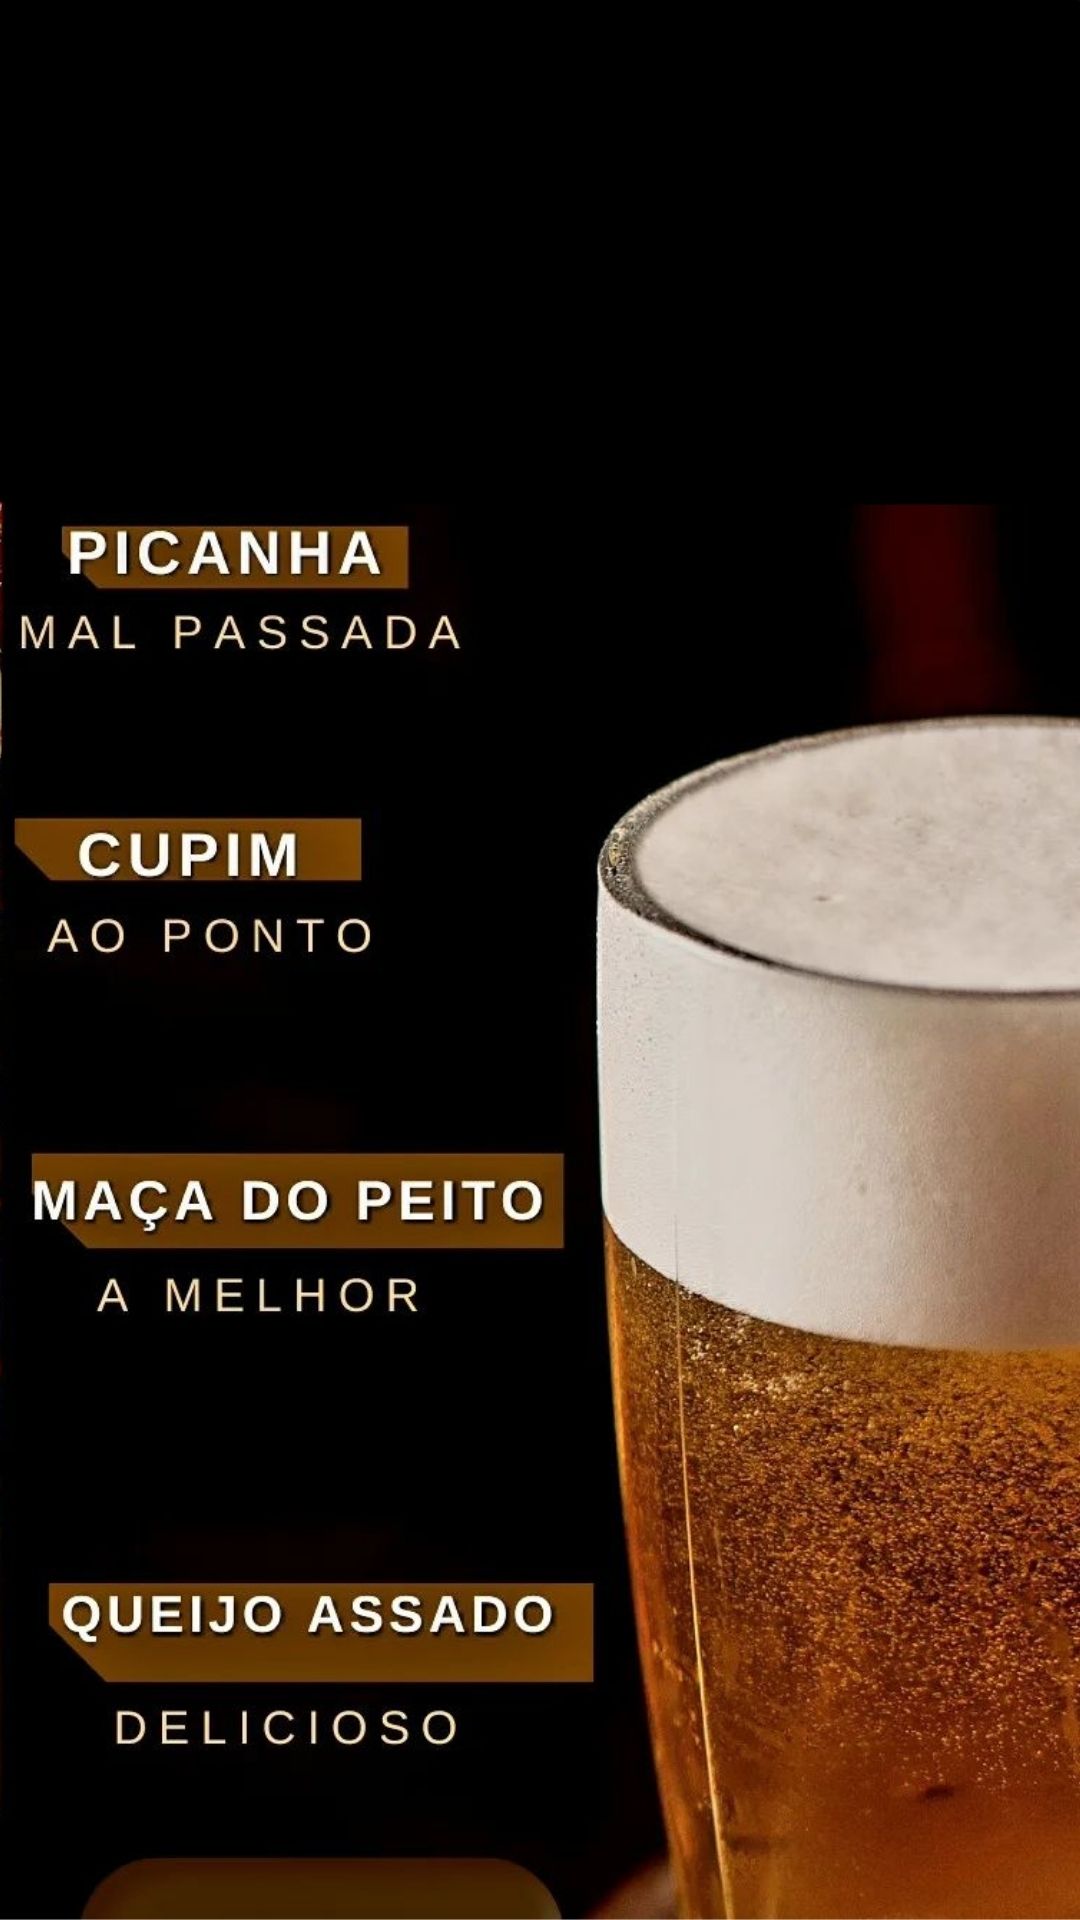 PICANHA
MAL PASSADA
CUPIM
AO PONTO
MAÇA DO PEITO
A MELHOR
QUEIJO ASSADO
DELICIOSO